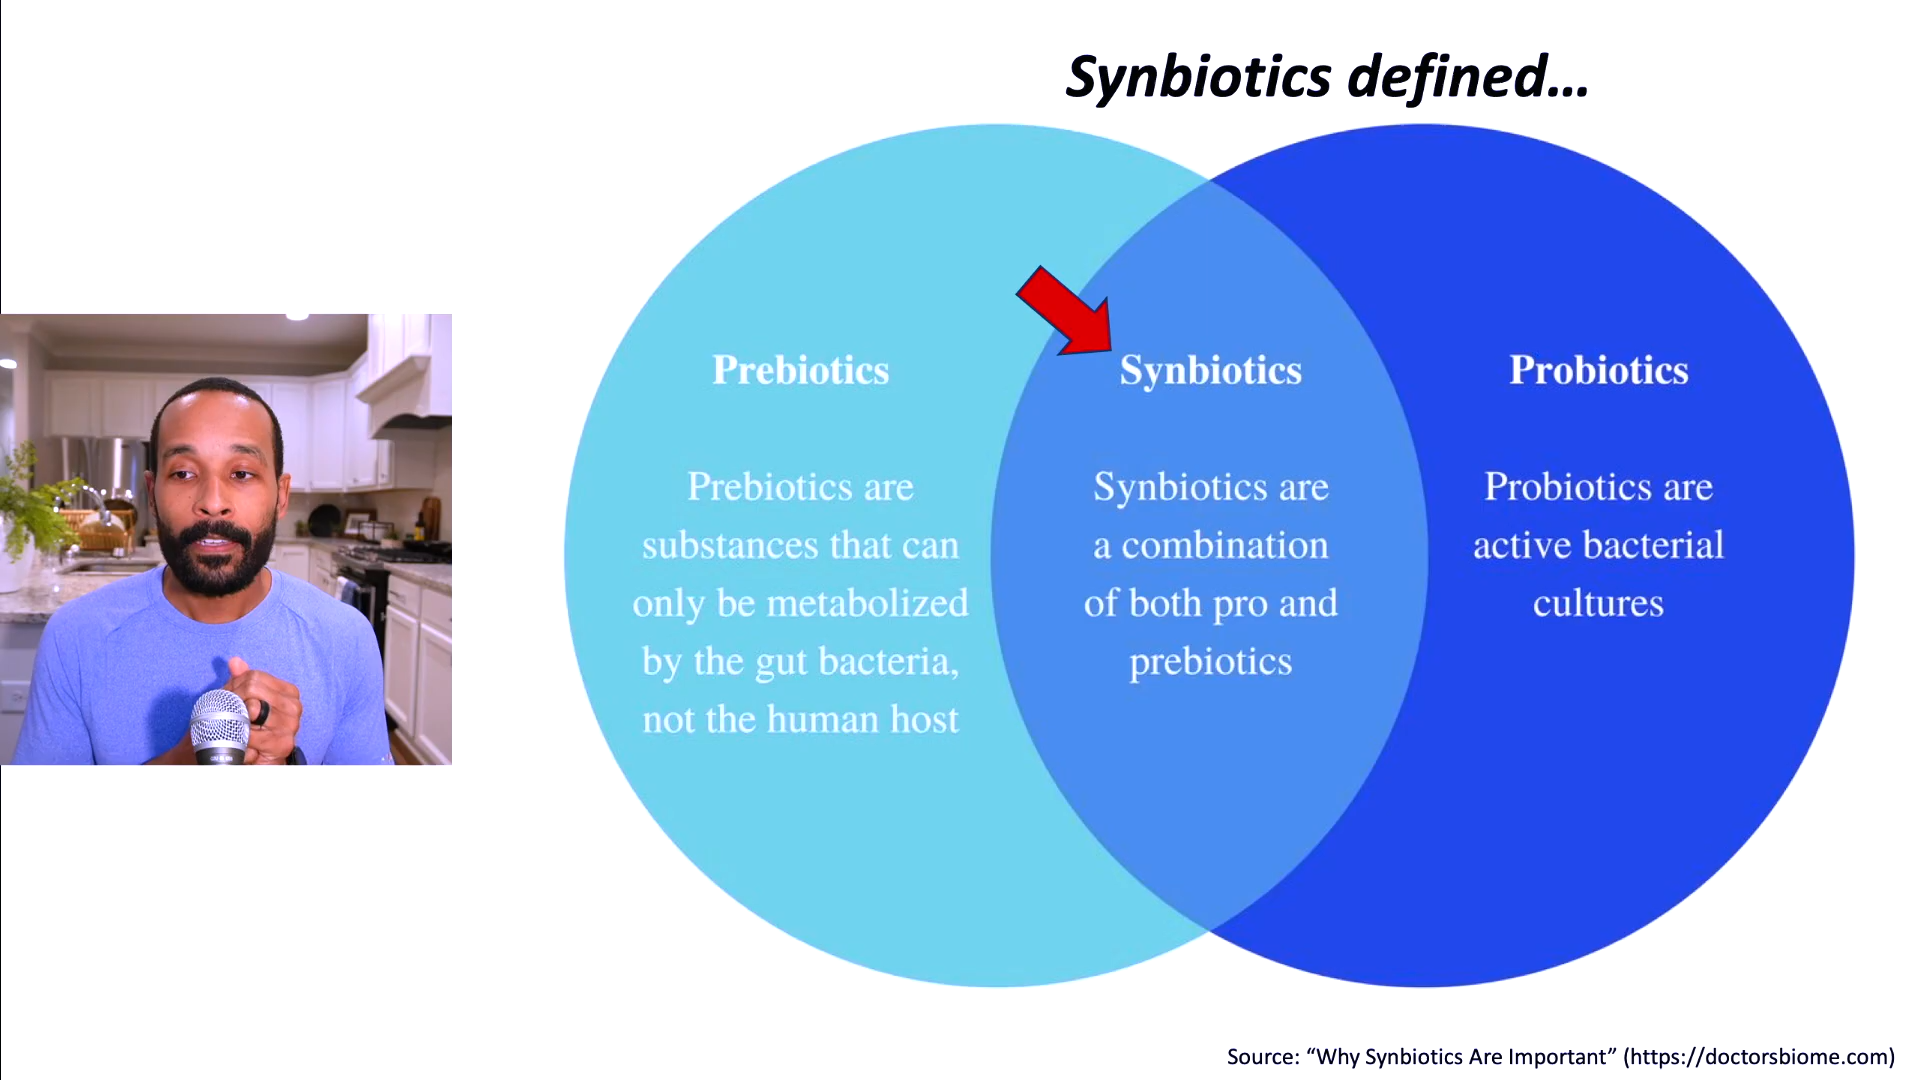 Synbiotics defined...
Prebiotics
Prebiotics are
substances that can
only be metabolized
by the gut bacteria,
not the human host
Synbiotics
Synbiotics are
a combination
of both pro and
prebiotics
Probiotics
Probiotics are
active bacterial
cultures
Source: “Why Synbiotics Are Important” (https://doctorsbiome.com)